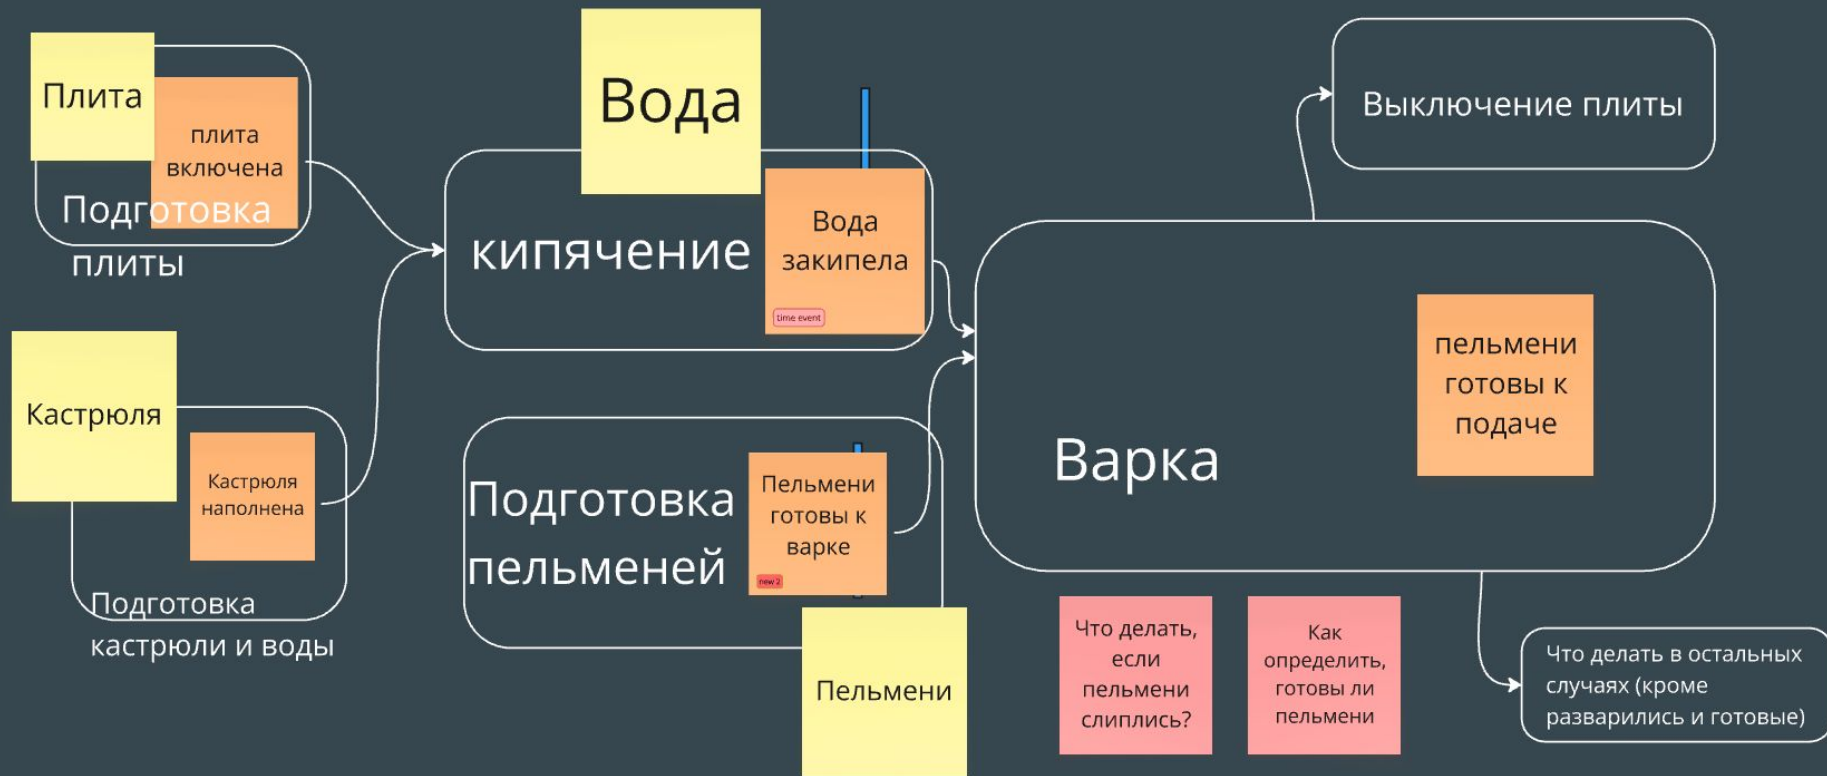 Плита
плита
включена
Подготовка
плиты
Кастрюля
Кастрюля
наполнена
Подготовка
кастрюли и воды
Вода
кипячение
Вода
закипела
time event
Подготовка
пельменей
Пельмени
готовы к
варке
new 2
Пельмени
Варка
пельмени
готовы к
подаче
Выключение плиты
Что делать,
если
пельмени
слиплись?
Как
определить,
готовы ли
пельмени
Что делать в остальных
случаях (кроме
разварились и готовые)